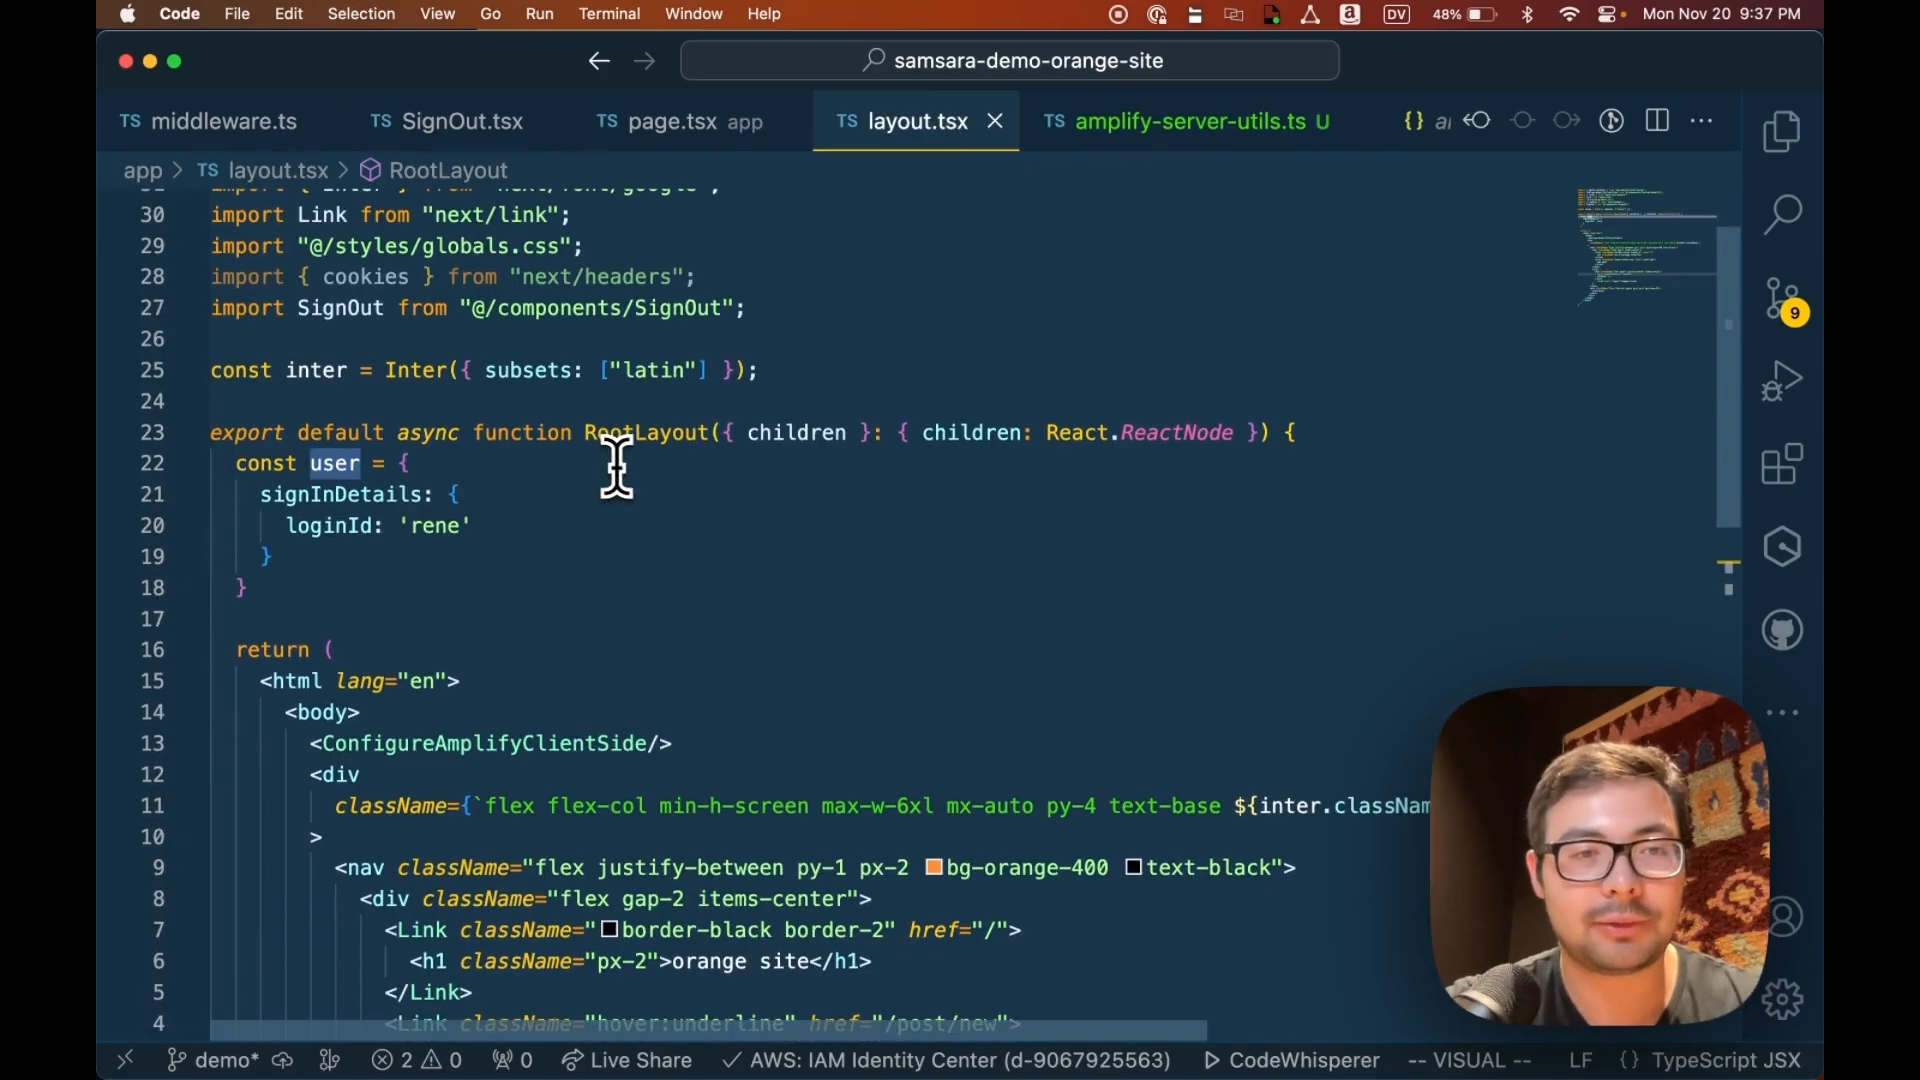 Code File Edit Selection View Go Run Terminal Window Help DV 48% Mon Nov 20 9:37 PM
samsara-demo-orange-site
TS middleware.ts TS SignOut.tsx TS page.tsx app TS layout.tsx TS amplify-server-utils.ts U {}
app > TS layout.tsx > RootLayout
30 import Link from "next/link";
29 import "@/styles/globals.css";
28 import { cookies } from "next/headers";
27 import SignOut from "@/components/SignOut";
26
25 const inter = Inter({ subsets: ["latin"] });
24
23 export default async function RootLayout({ children }: { children: React.ReactNode }) {
22 const user = {
21 signInDetails: {
20 loginId: 'rene'
19 }
18 }
17
16 return (
15 <html lang="en">
14 <body>
13 <ConfigureAmplifyClientSide/>
12 <div
11 className={`flex flex-col min-h-screen max-w-6xl mx-auto py-4 text-base ${inter.classNam
10 >
9 <nav className="flex justify-between py-1 px-2 bg-orange-400 text-black">
8 <div className="flex gap-2 items-center">
7 <Link className="border-black border-2" href="/">
6 <h1 className="px-2">orange site</h1>
5 </Link>
4 <Link className="hover:underline" href="/post/new">
9
demo* 2 0 0 Live Share AWS: IAM Identity Center (d-9067925563) CodeWhisperer -- VISUAL -- LF {} TypeScript JSX